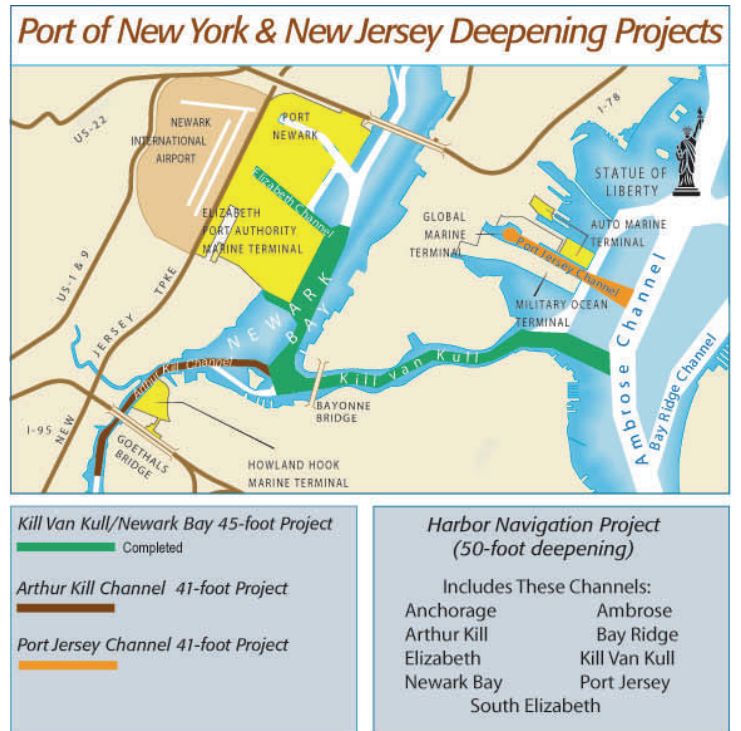 Port of New York & New Jersey Deepening Projects
US-22
NEWARK
INTERNATIONAL
AIRPORT
PORT
NEWARK
I-78
STATUE OF
LIBERTY
Elizabeth Channel
ELIZABETH
PORT AUTHORITY
MARINE TERMINAL
GLOBAL
MARINE
TERMINAL
AUTO MARINE
TERMINAL
Port Jersey Channel
MILITARY OCEAN
TERMINAL
US-1 & 9
NEW JERSEY TPKE
NEWARK
BAY
Arthur Kill Channel
Kill van Kull
Ambrose Channel
Bay Ridge Channel
BAYONNE
BRIDGE
I-95
GOETHALS
BRIDGE
HOWLAND HOOK
MARINE TERMINAL
Kill Van Kull/Newark Bay 45-foot Project
Completed
Arthur Kill Channel 41-foot Project
Port Jersey Channel 41-foot Project
Harbor Navigation Project
(50-foot deepening)
Includes These Channels:
Anchorage Ambrose
Arthur Kill Bay Ridge
Elizabeth Kill Van Kull
Newark Bay Port Jersey
South Elizabeth